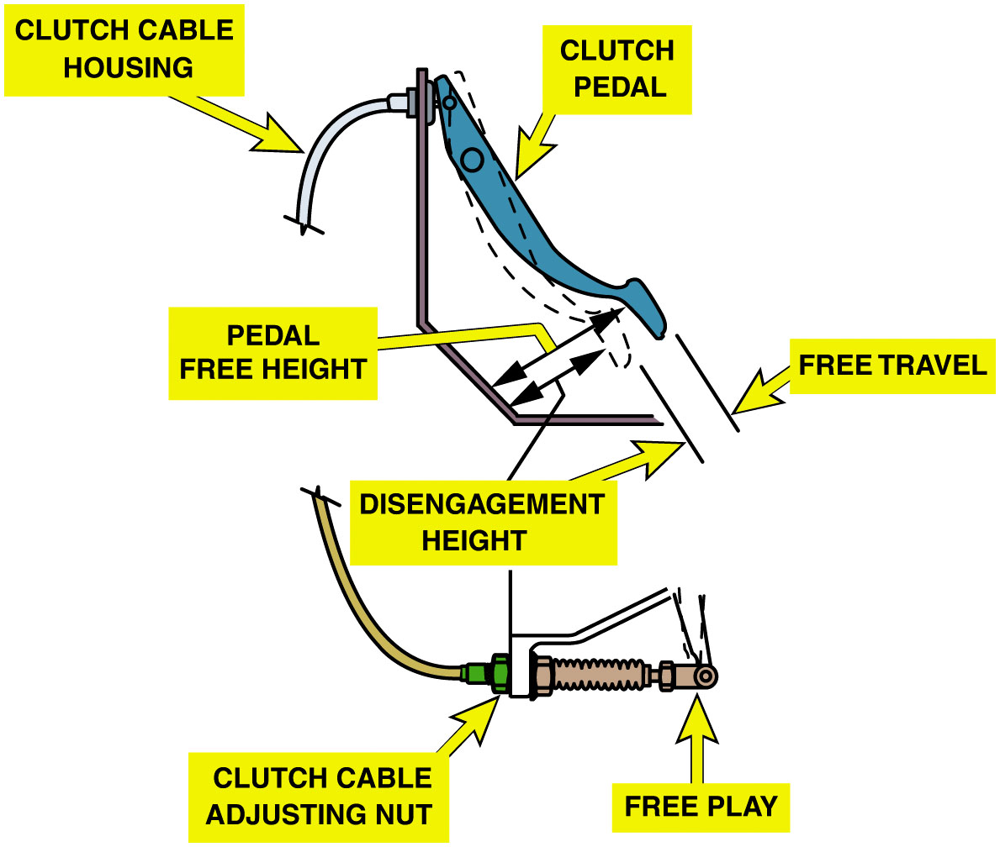 CLUTCH CABLE
HOUSING
CLUTCH
PEDAL
PEDAL
FREE HEIGHT
FREE TRAVEL
DISENGAGEMENT
HEIGHT
CLUTCH CABLE
ADJUSTING NUT
FREE PLAY